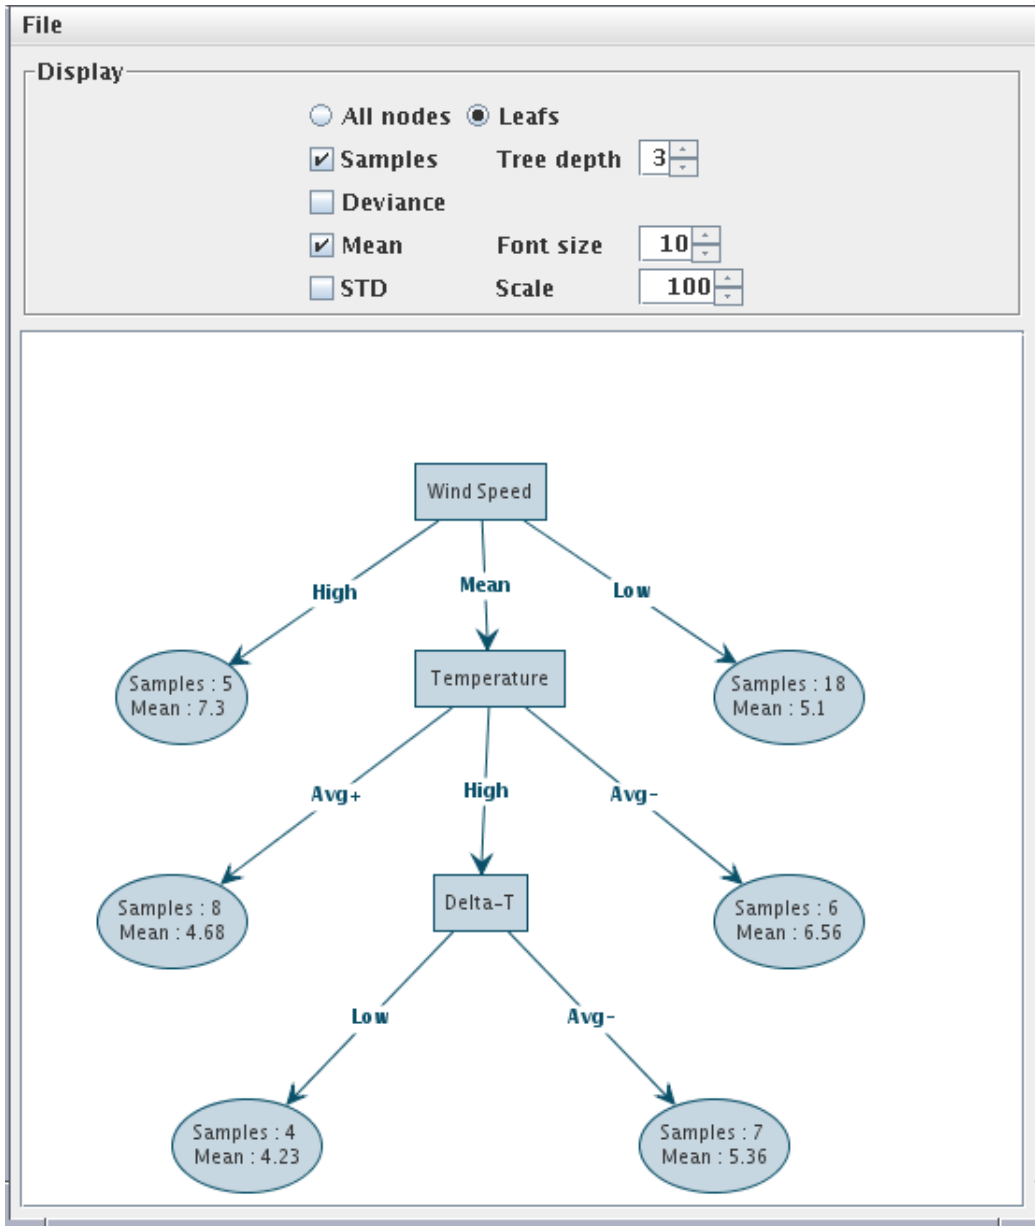 File
Display
All nodes Leafs
Samples Tree depth 3
Deviance
Mean Font size 10
STD Scale 100
Wind Speed
High Mean Low
Samples : 5
Mean : 7.3
Temperature
Samples : 18
Mean : 5.1
Avg+ High Avg-
Samples : 8
Mean : 4.68
Delta-T
Samples : 6
Mean : 6.56
Low Avg-
Samples : 4
Mean : 4.23
Samples : 7
Mean : 5.36